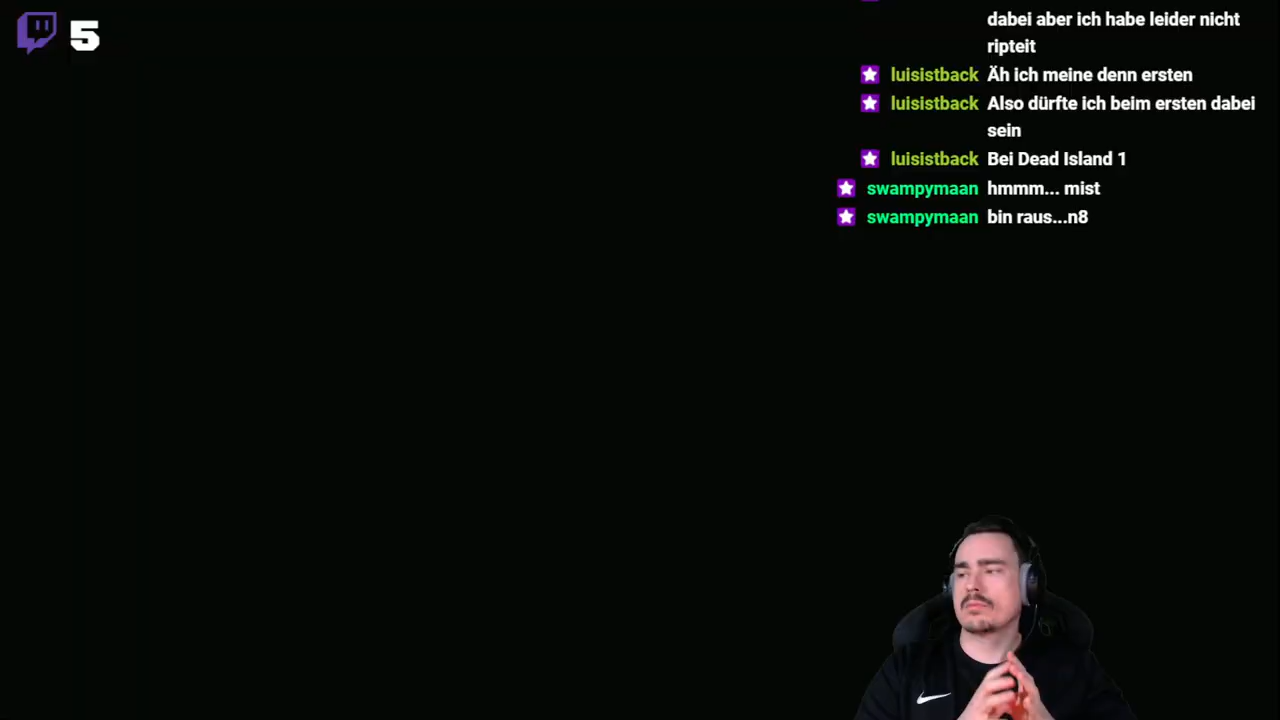 5
dabei aber ich habe leider nicht
ripteit
luisistback Äh ich meine denn ersten
luisistback Also dürfte ich beim ersten dabei
sein
luisistback Bei Dead Island 1
swampymaan hmmm... mist
swampymaan bin raus...n8